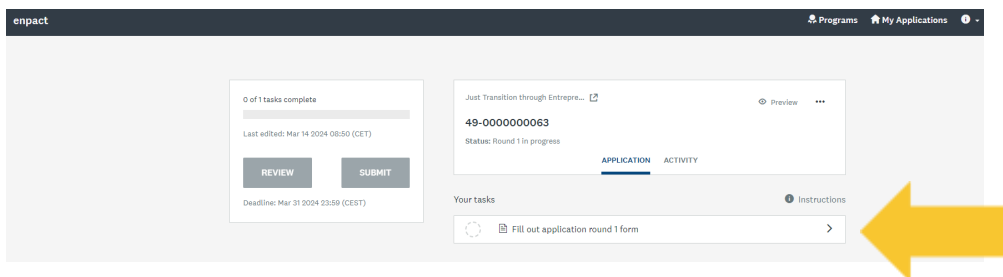 enpact
Programs
My Applications
0 of 1 tasks complete
Last edited: Mar 14 2024 08:50 (CET)
REVIEW
SUBMIT
Deadline: Mar 31 2024 23:59 (CEST)
Just Transition through Entrepre...
Preview
49-0000000063
Status: Round 1 in progress
APPLICATION
ACTIVITY
Your tasks
Instructions
Fill out application round 1 form